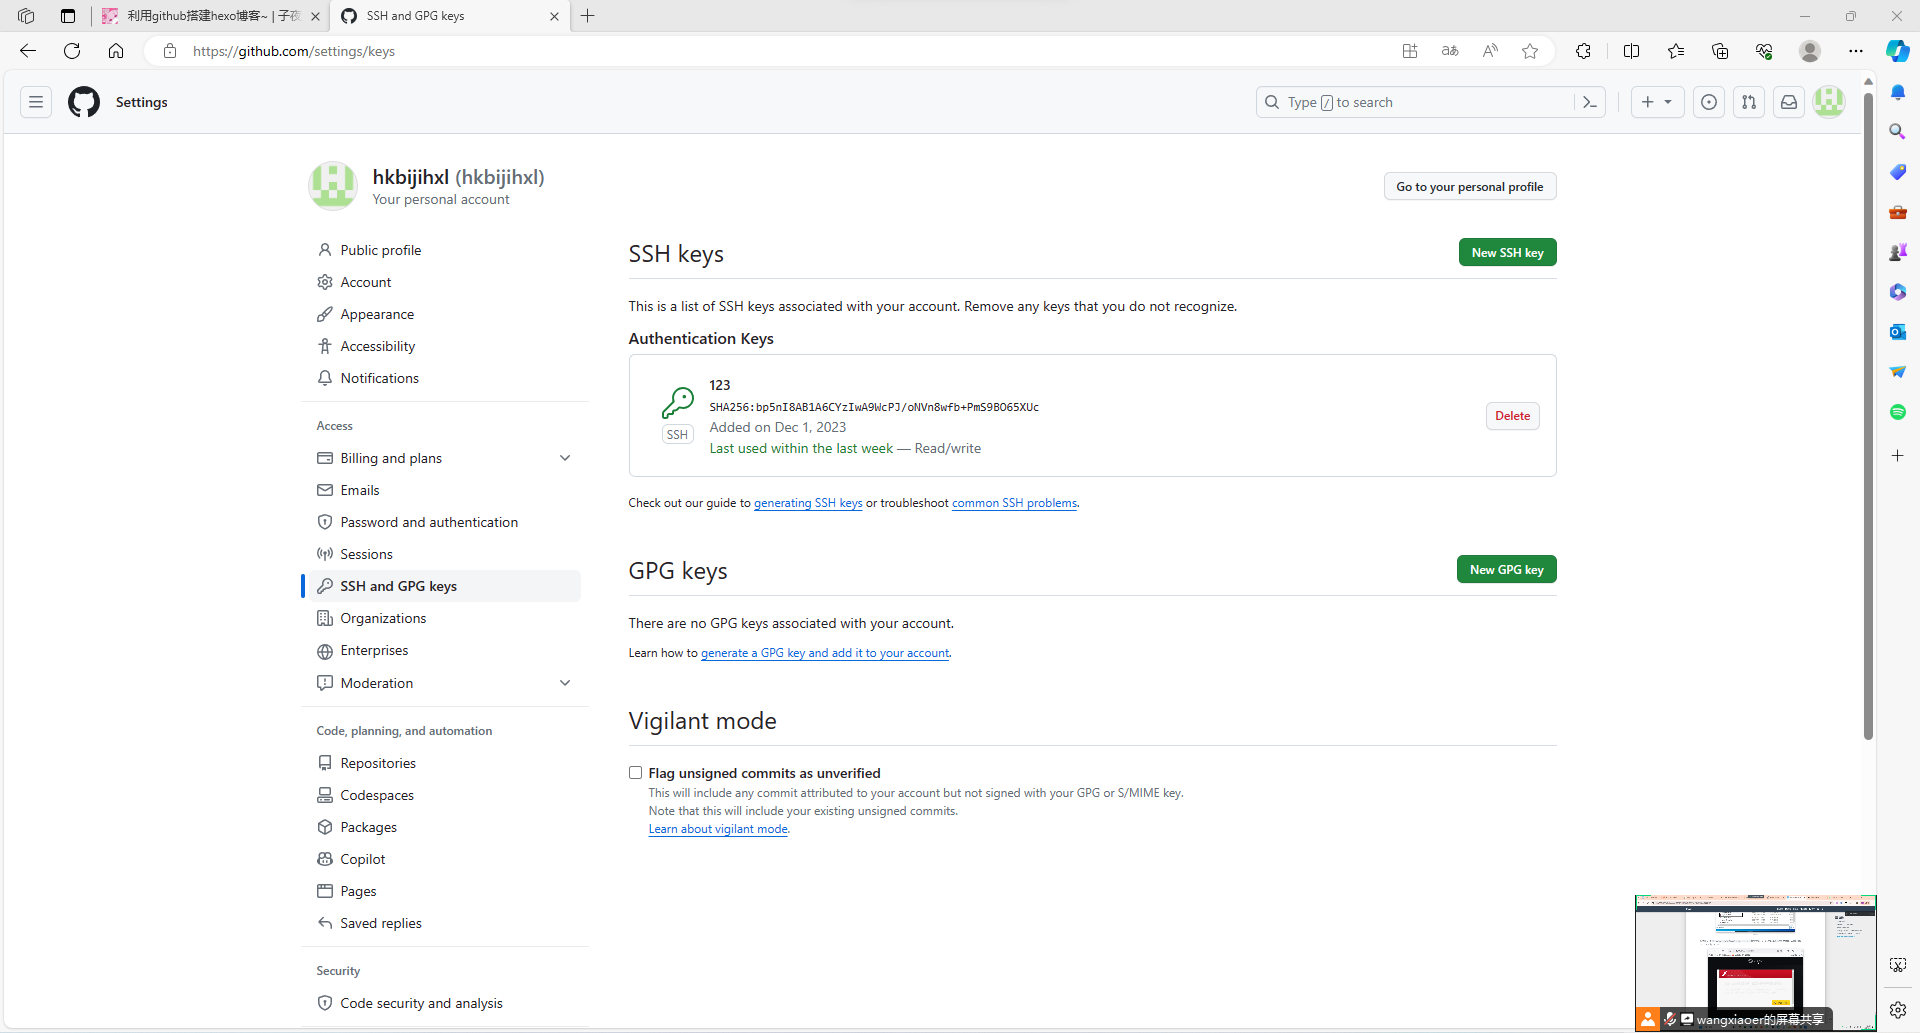 利用github搭建hexo博客~ | 子夜
SSH and GPG keys
https://github.com/settings/keys
Settings
Type / to search
hkbijihxl (hkbijihxl)
Your personal account
Go to your personal profile
Public profile
Account
Appearance
Accessibility
Notifications
Access
Billing and plans
Emails
Password and authentication
Sessions
SSH and GPG keys
Organizations
Enterprises
Moderation
Code, planning, and automation
Repositories
Codespaces
Packages
Copilot
Pages
Saved replies
Security
Code security and analysis
SSH keys
New SSH key
This is a list of SSH keys associated with your account. Remove any keys that you do not recognize.
Authentication Keys
123
SHA256:bp5nI8AB1A6CYzIwA9WcPJ/oNVn8wfb+PmS9BO65XUc
SSH
Added on Dec 1, 2023
Last used within the last week — Read/write
Delete
Check out our guide to generating SSH keys or troubleshoot common SSH problems.
GPG keys
New GPG key
There are no GPG keys associated with your account.
Learn how to generate a GPG key and add it to your account.
Vigilant mode
Flag unsigned commits as unverified
This will include any commit attributed to your account but not signed with your GPG or S/MIME key.
Note that this will include your existing unsigned commits.
Learn about vigilant mode.
wangxiaoer的屏幕共享